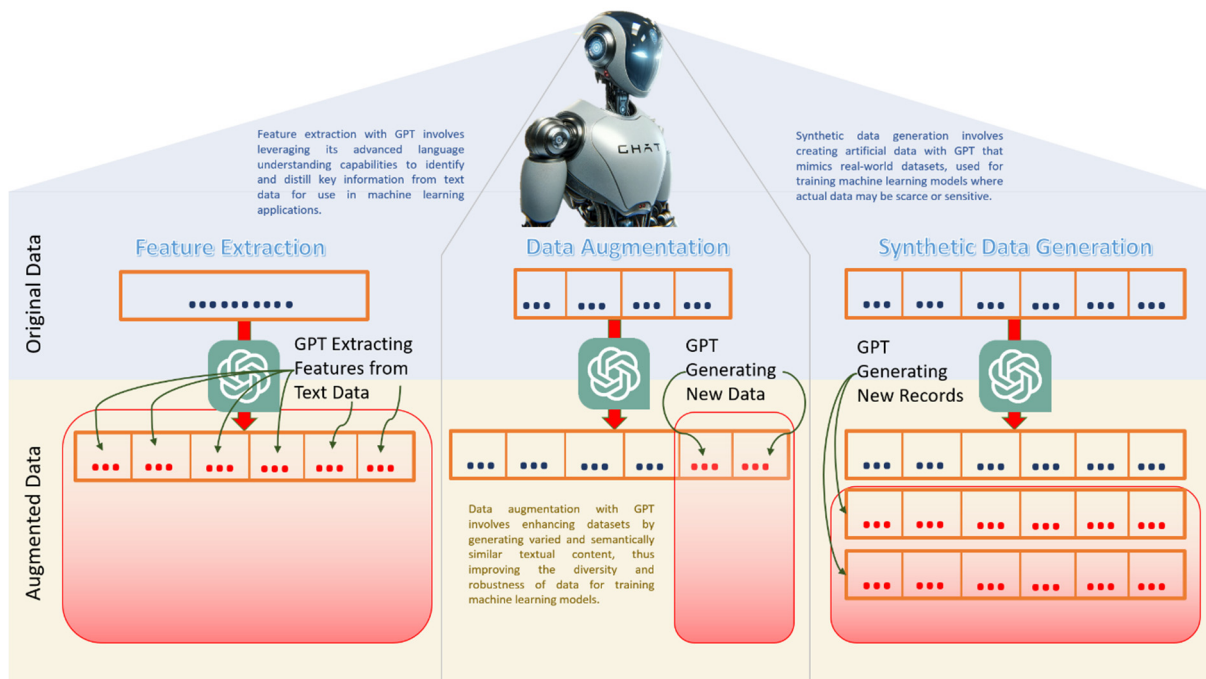 CHAT
Feature extraction with GPT involves
leveraging its advanced language
understanding capabilities to identify
and distill key information from text
data for use in machine learning
applications.
Synthetic data generation involves
creating artificial data with GPT that
mimics real-world datasets, used for
training machine learning models where
actual data may be scarce or sensitive.
Original Data
Feature Extraction
Data Augmentation
Synthetic Data Generation
GPT Extracting
Features from
Text Data
GPT
Generating
New Data
GPT
Generating
New Records
Augmented Data
Data augmentation with GPT
involves enhancing datasets by
generating varied and semantically
similar textual content, thus
improving the diversity and
robustness of data for training
machine learning models.